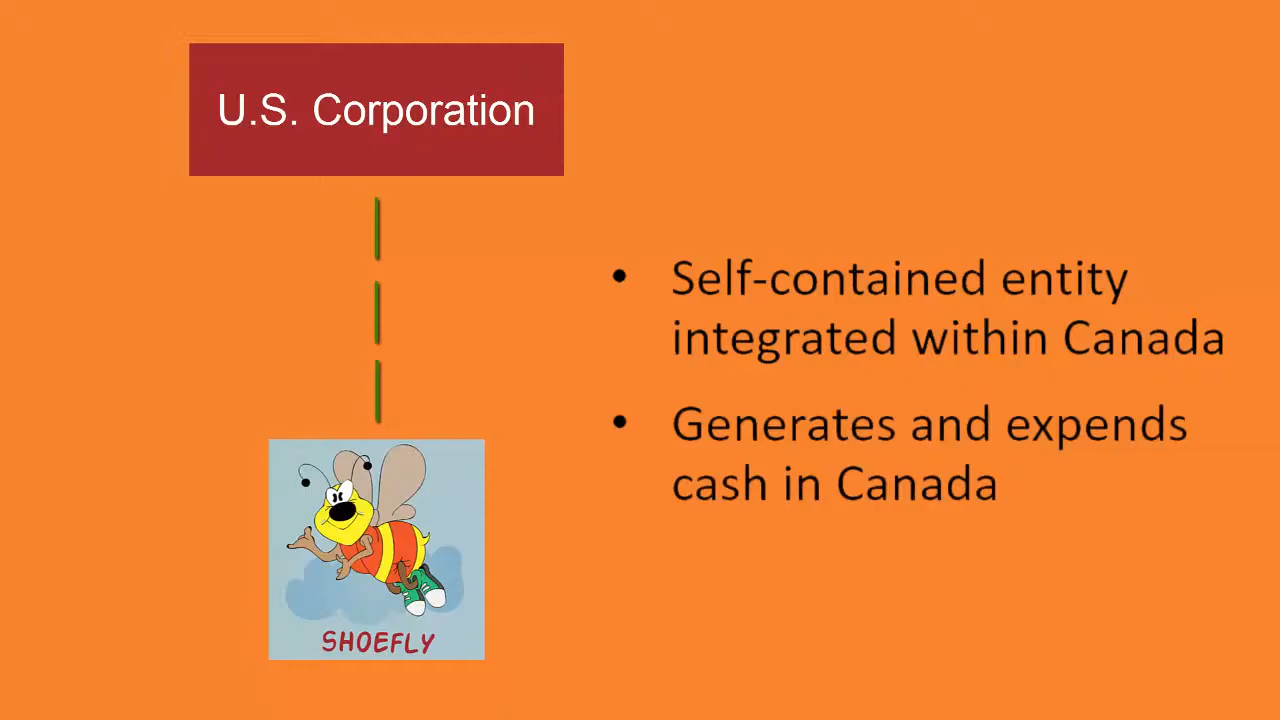 U.S. Corporation
• Self-contained entity
integrated within Canada
• Generates and expends
cash in Canada
SHOEFLY